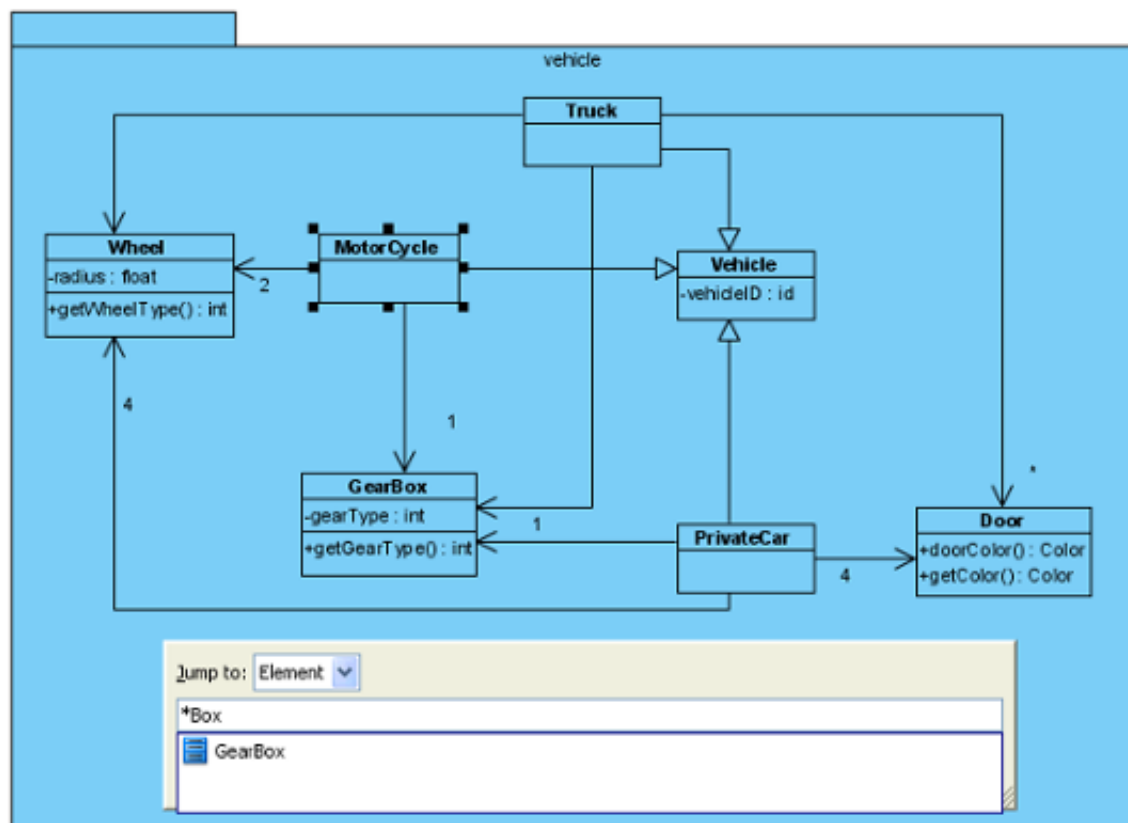 vehicle
Truck
Wheel
-radius : float
+getWheelType() : int
2
MotorCycle
Vehicle
-vehicleID : id
4
1
*
GearBox
-gearType : int
+getGearType() : int
1
PrivateCar
4
Door
+doorColor() : Color
+getColor() : Color
Jump to: Element
*Box
GearBox